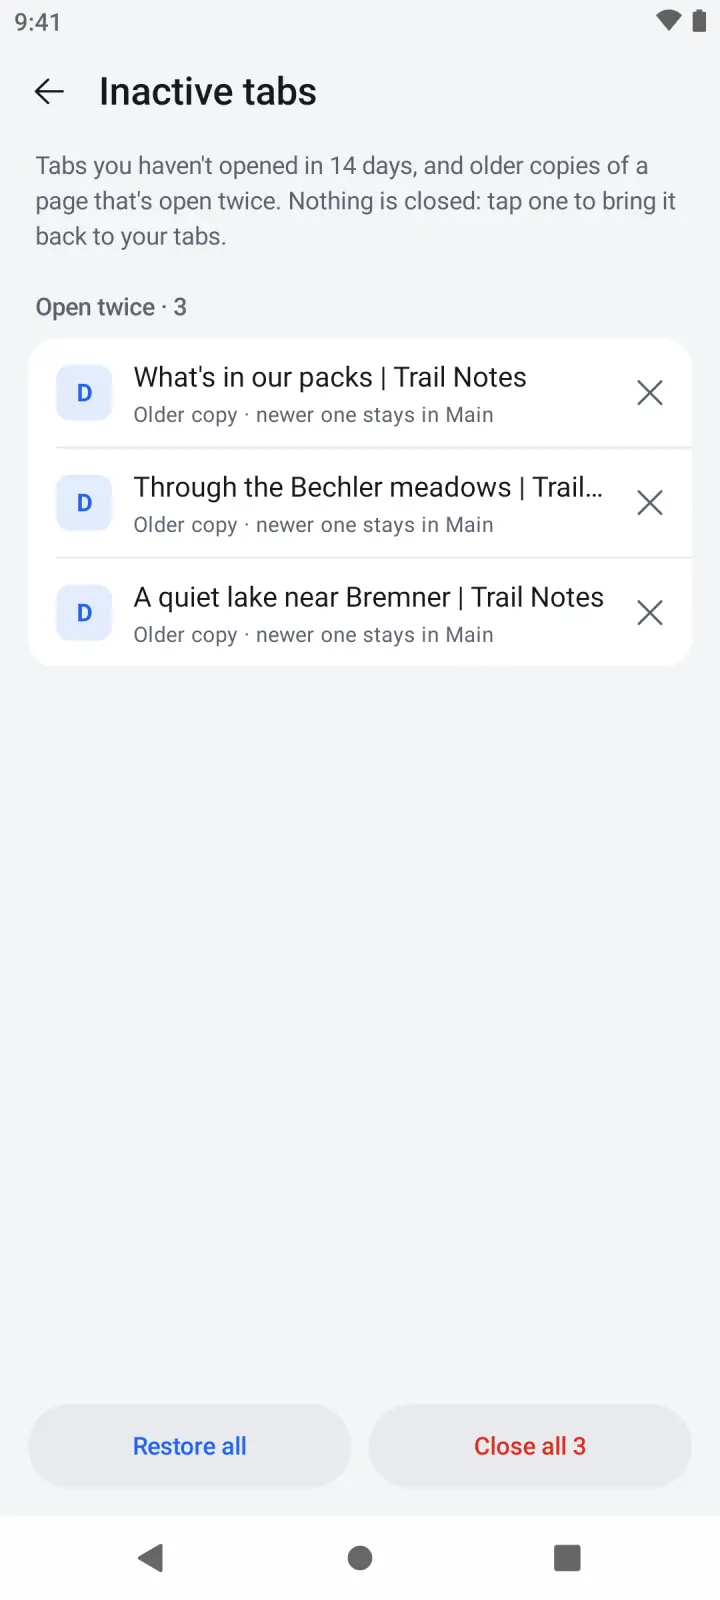 9:41
Inactive tabs
Tabs you haven't opened in 14 days, and older copies of a
page that's open twice. Nothing is closed: tap one to bring it
back to your tabs.
Open twice · 3
D
What's in our packs | Trail Notes
Older copy · newer one stays in Main
D
Through the Bechler meadows | Trail...
Older copy · newer one stays in Main
D
A quiet lake near Bremner | Trail Notes
Older copy · newer one stays in Main
Restore all
Close all 3